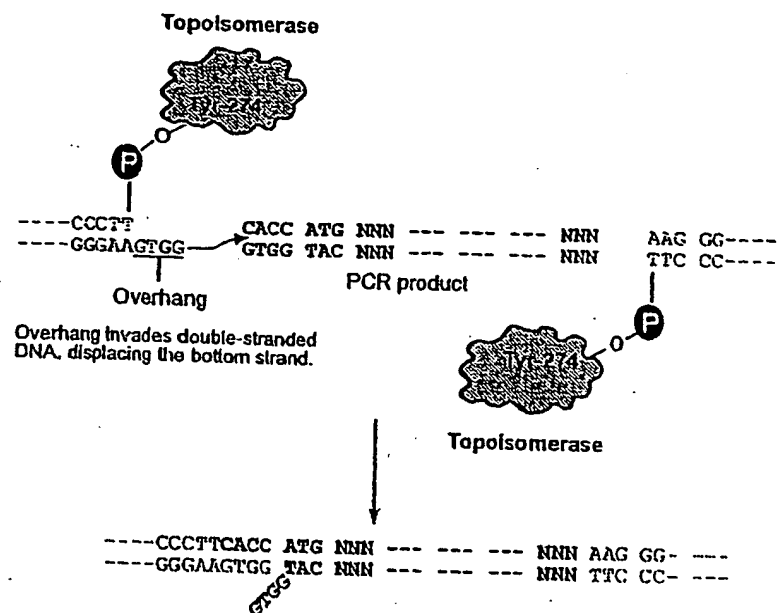 Topoisomerase
Tyr-274
O
P
----CCCTT
----GGGAAGTGG
CACC ATG NNN --- --- --- NNN
GTGG TAC NNN --- --- --- NNN
AAG GG----
TTC CC----
Overhang
PCR product
Overhang invades double-stranded
DNA, displacing the bottom strand.
P
O
Tyr-274
Topoisomerase
----CCCTTCACC ATG NNN --- --- --- NNN AAG GG- ---
----GGGAAGTGG TAC NNN --- --- --- NNN TTC CC- ---
GTGG